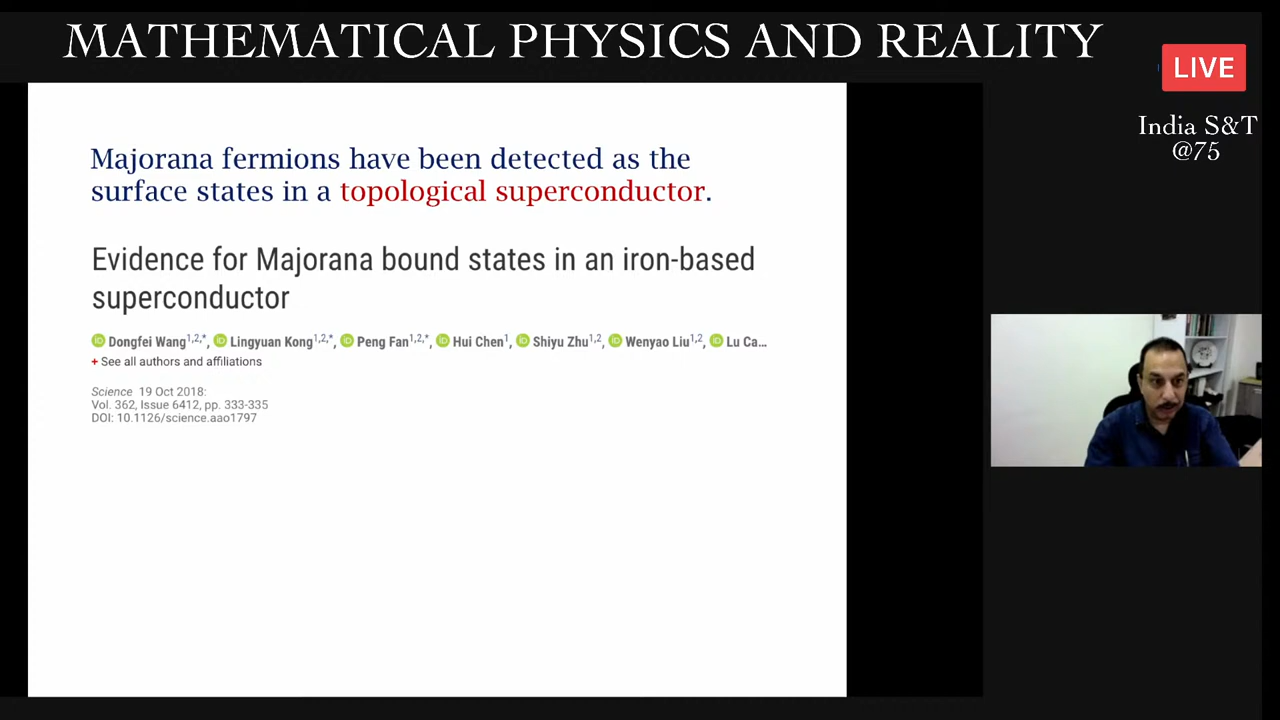 MATHEMATICAL PHYSICS AND REALITY
LIVE
India S&T
@75
Majorana fermions have been detected as the
surface states in a topological superconductor.
Evidence for Majorana bound states in an iron-based
superconductor
Dongfei Wang1,2,*, Lingyuan Kong1,2,*, Peng Fan1,2,*, Hui Chen1, Shiyu Zhu1,2, Wenyao Liu1,2, Lu Ca...
+ See all authors and affiliations
Science 19 Oct 2018:
Vol. 362, Issue 6412, pp. 333-335
DOI: 10.1126/science.aao1797